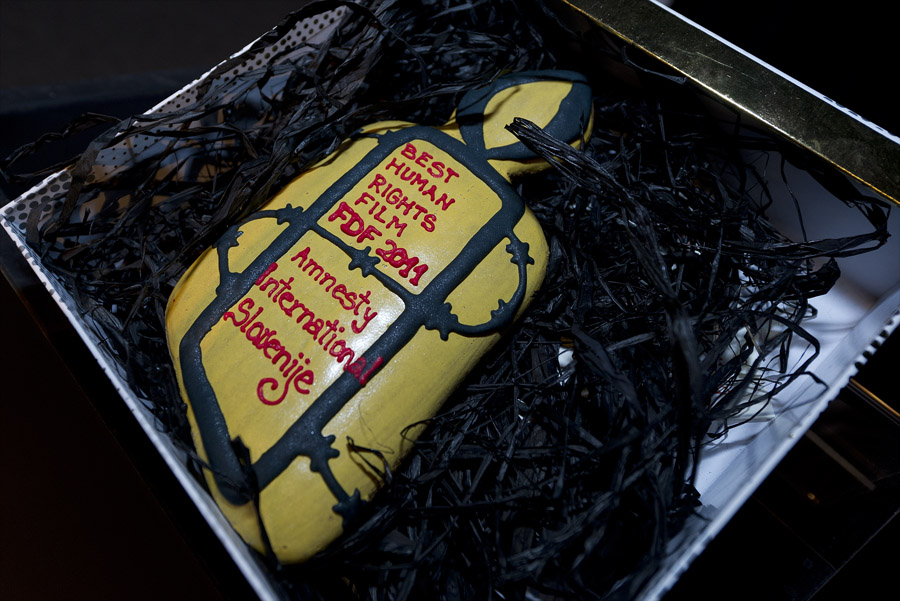 BEST
HUMAN
RIGHTS
FILM
FDF 2011
Amnesty
International
Slovenije